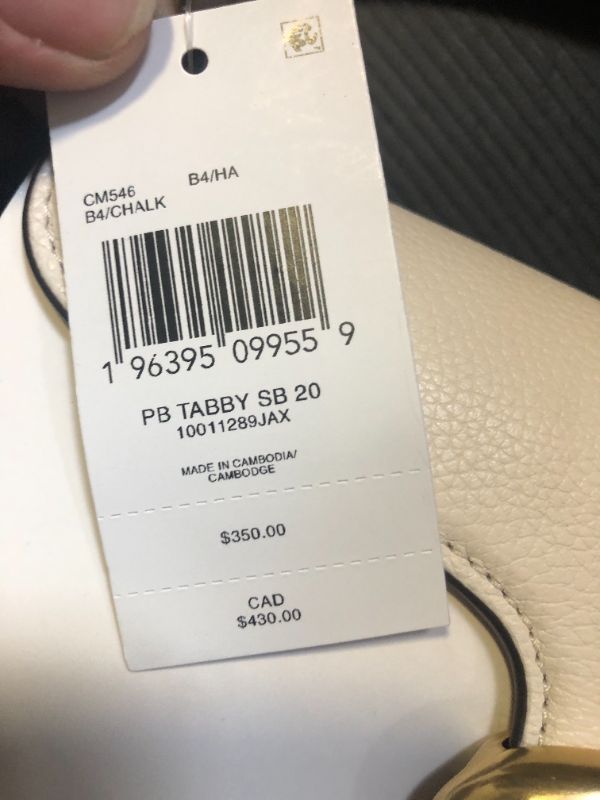 CM546 B4/HA
B4/CHALK
1 96395 09955 9
PB TABBY SB 20
10011289JAX
MADE IN CAMBODIA/
CAMBODGE
$350.00
CAD
$430.00